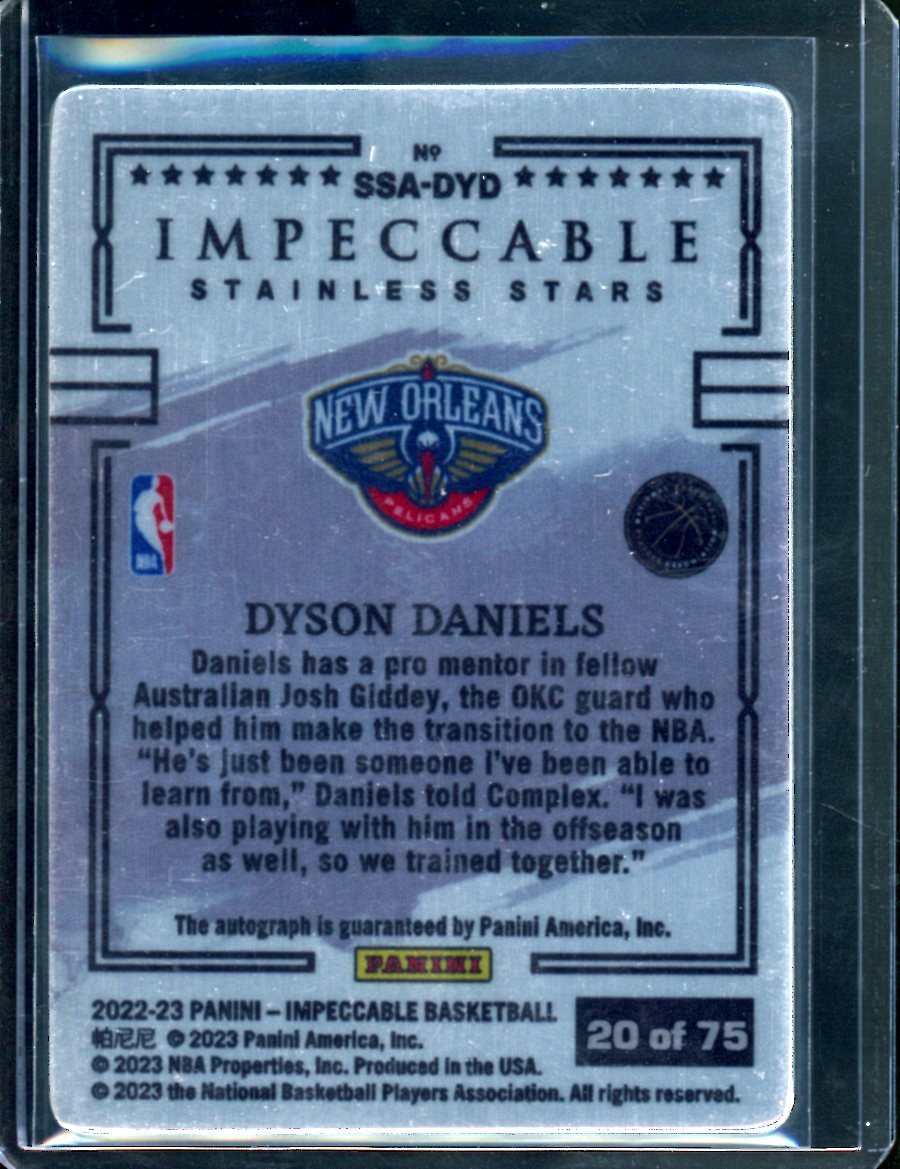 Nº
SSA-DYD
IMPECCABLE
STAINLESS STARS
NEW ORLEANS
PELICANS
NBA
DYSON DANIELS
Daniels has a pro mentor in fellow
Australian Josh Giddey, the OKC guard who
helped him make the transition to the NBA.
“He's just been someone I've been able to
learn from,” Daniels told Complex. “I was
also playing with him in the offseason
as well, so we trained together.”
The autograph is guaranteed by Panini America, Inc.
PANINI
2022-23 PANINI – IMPECCABLE BASKETBALL
帕尼尼 © 2023 Panini America, Inc.
© 2023 NBA Properties, Inc. Produced in the USA.
© 2023 the National Basketball Players Association. All rights reserved.
20 of 75